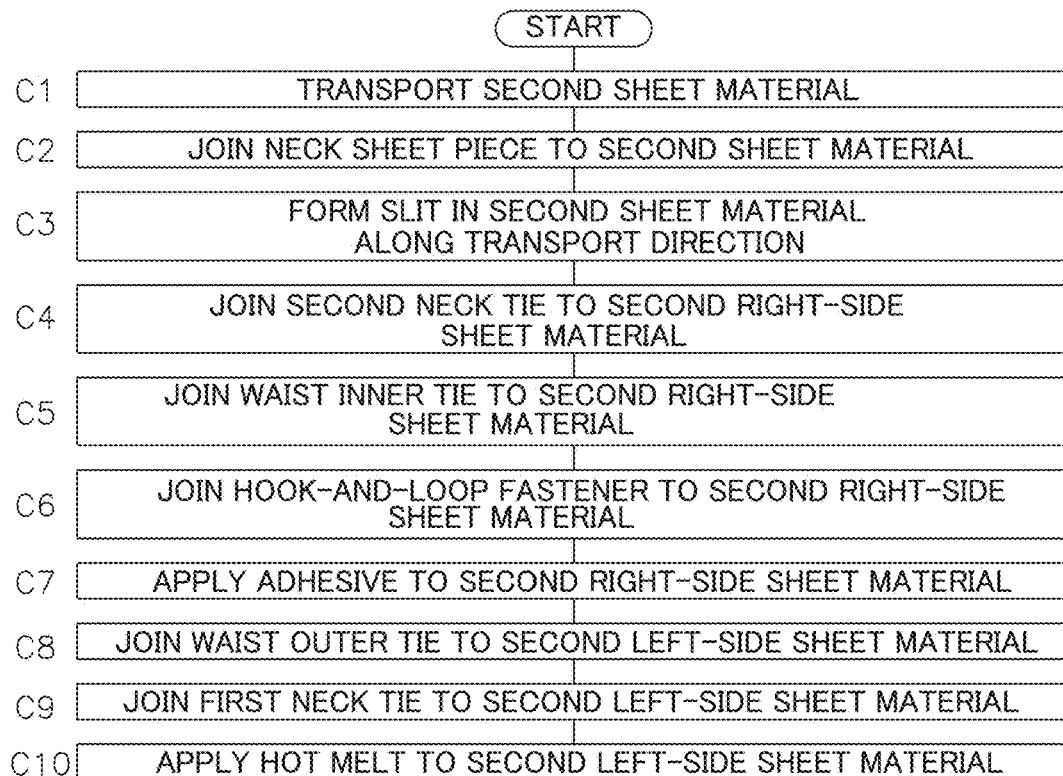 START
C1 TRANSPORT SECOND SHEET MATERIAL
C2 JOIN NECK SHEET PIECE TO SECOND SHEET MATERIAL
C3 FORM SLIT IN SECOND SHEET MATERIAL
ALONG TRANSPORT DIRECTION
C4 JOIN SECOND NECK TIE TO SECOND RIGHT-SIDE
SHEET MATERIAL
C5 JOIN WAIST INNER TIE TO SECOND RIGHT-SIDE
SHEET MATERIAL
C6 JOIN HOOK-AND-LOOP FASTENER TO SECOND RIGHT-SIDE
SHEET MATERIAL
C7 APPLY ADHESIVE TO SECOND RIGHT-SIDE SHEET MATERIAL
C8 JOIN WAIST OUTER TIE TO SECOND LEFT-SIDE SHEET MATERIAL
C9 JOIN FIRST NECK TIE TO SECOND LEFT-SIDE SHEET MATERIAL
C10 APPLY HOT MELT TO SECOND LEFT-SIDE SHEET MATERIAL